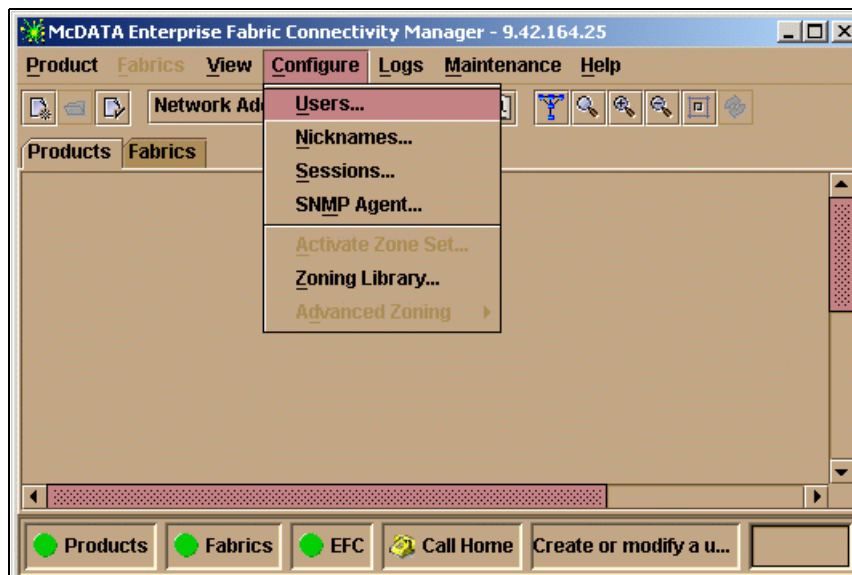 McDATA Enterprise Fabric Connectivity Manager - 9.42.164.25
Product Fabrics View Configure Logs Maintenance Help
Network Ad
Users...
Nicknames...
Sessions...
SNMP Agent...
Activate Zone Set...
Zoning Library...
Advanced Zoning
Products Fabrics
Products Fabrics EFC Call Home Create or modify a u...